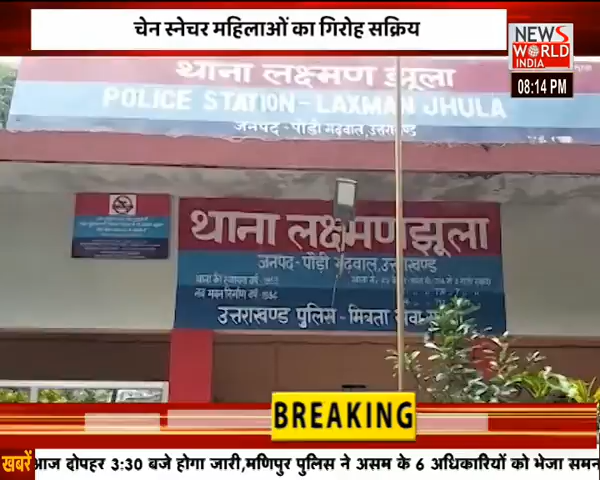 चेन स्नेचर महिलाओं का गिरोह सक्रिय
NEWS
WORLD
INDIA
08:14 PM
थाना लक्ष्मण झूला
POLICE STATION- LAXMAN JHULA
जनपद-पौड़ी गढ़वाल,उत्तराखण्ड
थाना लक्ष्मणझूला
जनपद-पौड़ी गढ़वाल,उत्तराखण्ड
उत्तराखण्ड पुलिस-मित्रता
BREAKING
खबरें
आज दोपहर 3:30 बजे होगा जारी,मणिपुर पुलिस ने असम के 6 अधिकारियों को भेजा समन